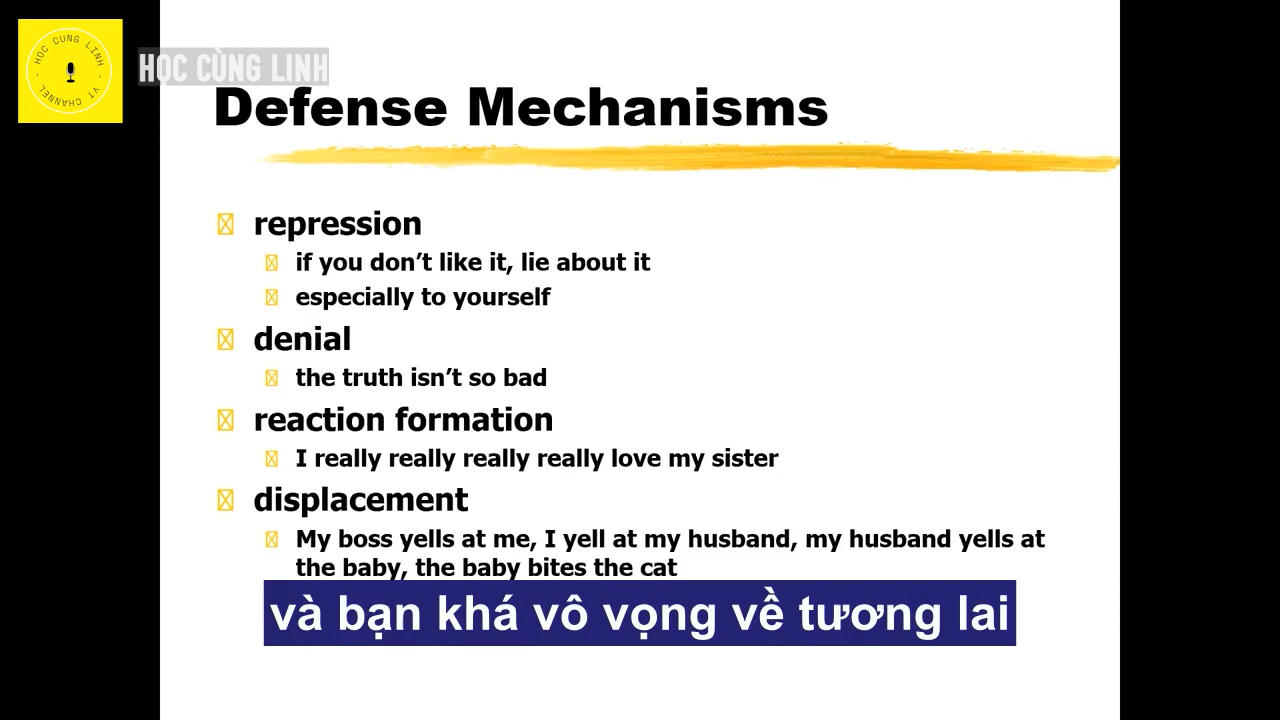 HOC CUNG LINH - YT CHANNEL -
HỌC CÙNG LINH
Defense Mechanisms
repression
if you don’t like it, lie about it
especially to yourself
denial
the truth isn’t so bad
reaction formation
I really really really really love my sister
displacement
My boss yells at me, I yell at my husband, my husband yells at
the baby, the baby bites the cat
và bạn khá vô vọng về tương lai